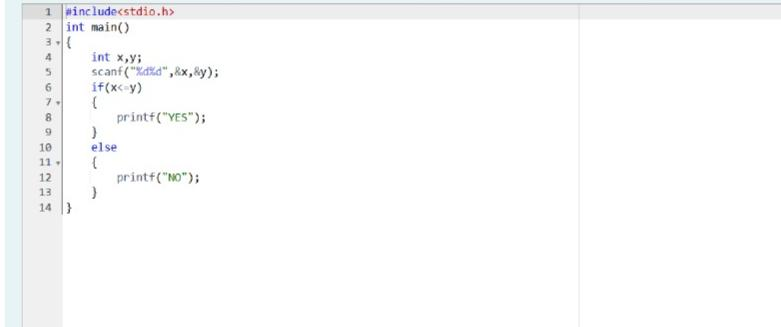 1 #include<stdio.h>
2 int main()
3 {
4 int x,y;
5 scanf("%d%d",&x,&y);
6 if(x<=y)
7 {
8 printf("YES");
9 }
10 else
11 {
12 printf("NO");
13 }
14 }